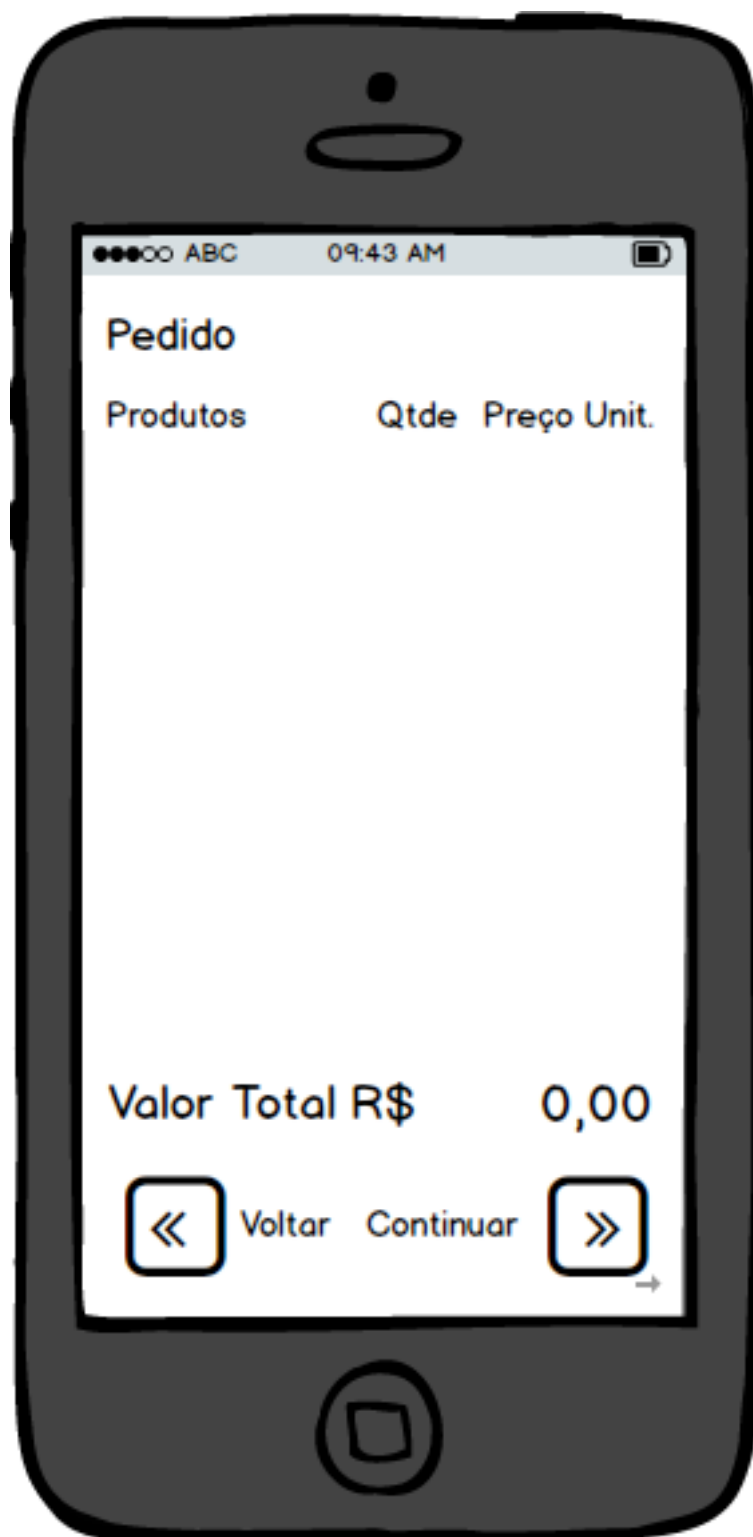 ABC 09:43 AM
Pedido
Produtos Qtde Preço Unit.
Valor Total R$ 0,00
« Voltar Continuar »